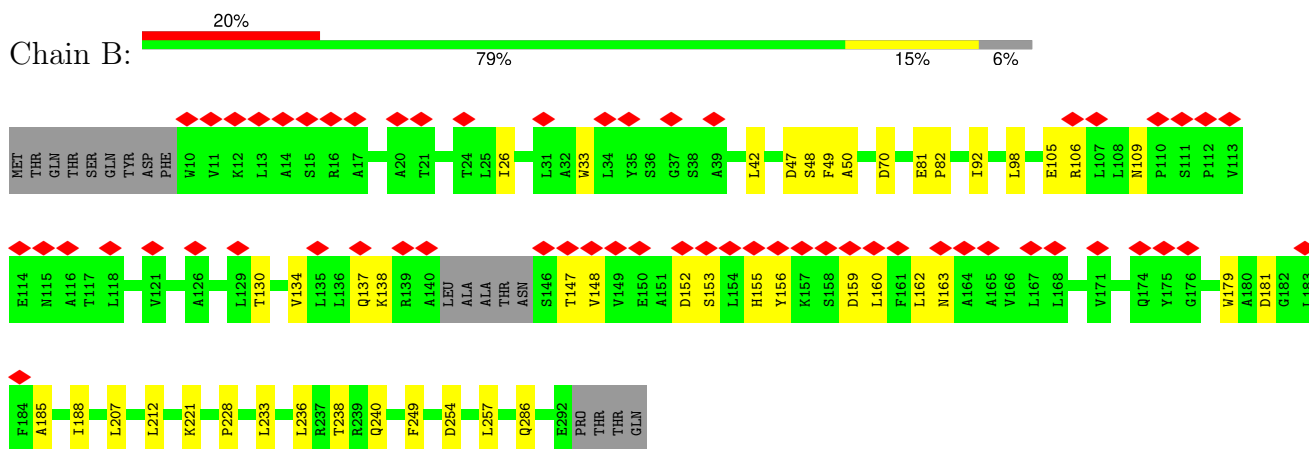 20%
Chain B:
79% 15% 6%
MET THR GLN THR THR SER GLN TYR ASP PHE W10 V11 K12 L13 A14 S15 R16 A17 A20 T21 T24 L25 I26 L31 A32 W33 L34 Y35 S36 G37 S38 A39 L42 D47 S48 F49 A50 D70 E81 P82 I92 L98 E105 R106 L107 L108 N109 P110 S111 P112 V113
E114 N115 A116 T117 L118 V121 A126 L129 T130 V134 L135 L136 Q137 K138 R139 A140 LEU ALA ALA THR ASN S146 T147 V148 V149 E150 A151 D152 S153 L154 H155 Y156 K157 S158 D159 L160 F161 L162 N163 A164 A165 V166 L167 L168 V171 Q174 Y175 G176 W179 A180 D181 G182 L183
F184 A185 I188 L207 L212 K221 P228 L233 L236 R237 T238 R239 Q240 F249 D254 L257 Q286 E292 PRO THR THR GLN